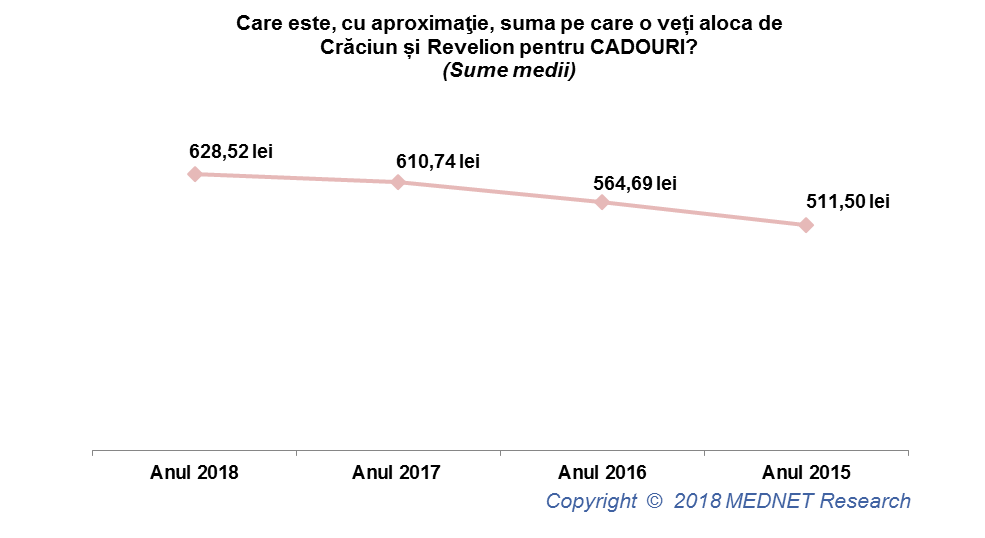 Care este, cu aproximaţie, suma pe care o veți aloca de
Crăciun și Revelion pentru CADOURI?
(Sume medii)
628,52 lei
610,74 lei
564,69 lei
511,50 lei
Anul 2018
Anul 2017
Anul 2016
Anul 2015
Copyright © 2018 MEDNET Research